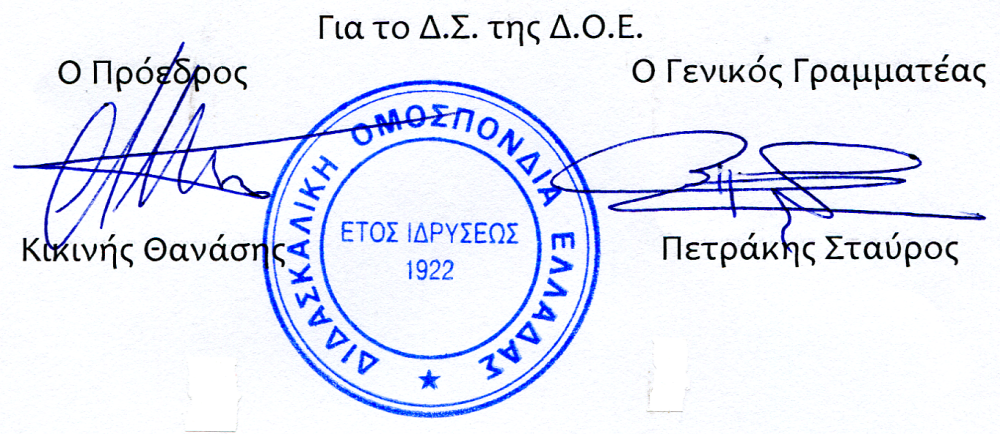 Για το Δ.Σ. της Δ.Ο.Ε.
Ο Πρόεδρος
Ο Γενικός Γραμματέας
ΔΙΔΑΣΚΑΛΙΚΗ ΟΜΟΣΠΟΝΔΙΑ ΕΛΛΑΔΑΣ
ΕΤΟΣ ΙΔΡΥΣΕΩΣ
1922
Κικινής Θανάσης
Πετράκης Σταύρος